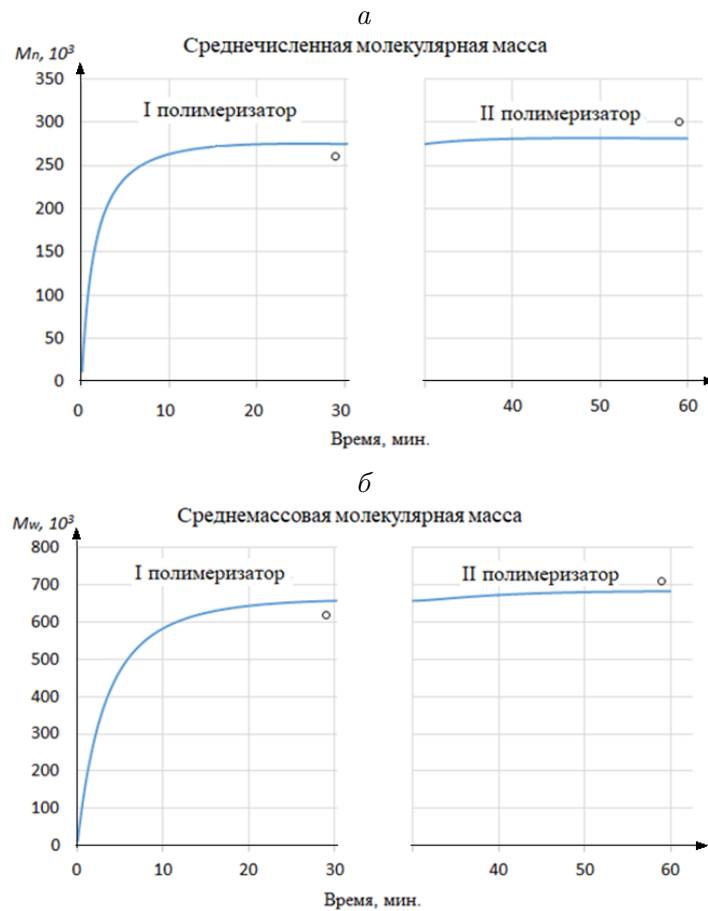 а
Среднечисленная молекулярная масса
Mn, 10³
350
I полимеризатор
II полимеризатор
300
250
200
150
100
50
0
0 10 20 30 40 50 60
Время, мин.
б
Среднемассовая молекулярная масса
Mw, 10³
800
I полимеризатор
II полимеризатор
700
600
500
400
300
200
100
0
0 10 20 30 40 50 60
Время, мин.